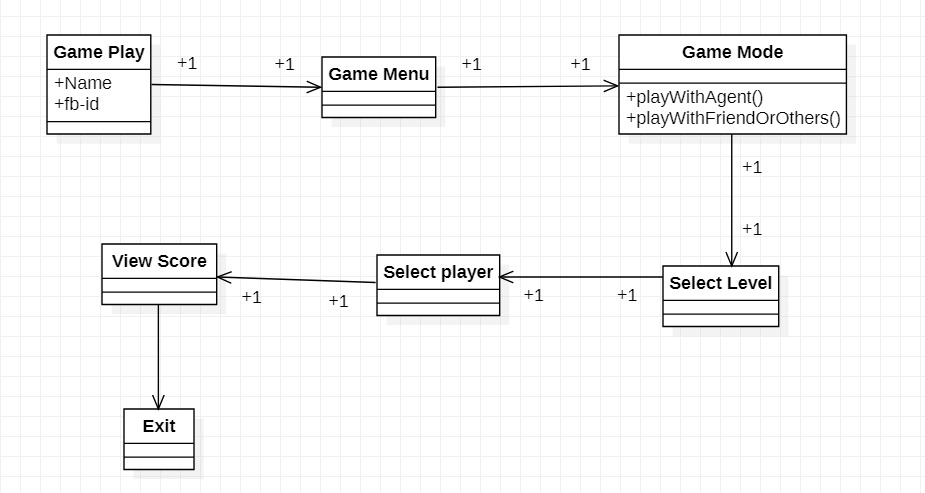 Game Play
+Name
+fb-id
+1
+1
Game Menu
+1
+1
Game Mode
+playWithAgent()
+playWithFriendOrOthers()
+1
+1
Select Level
+1
+1
Select player
+1
+1
View Score
Exit